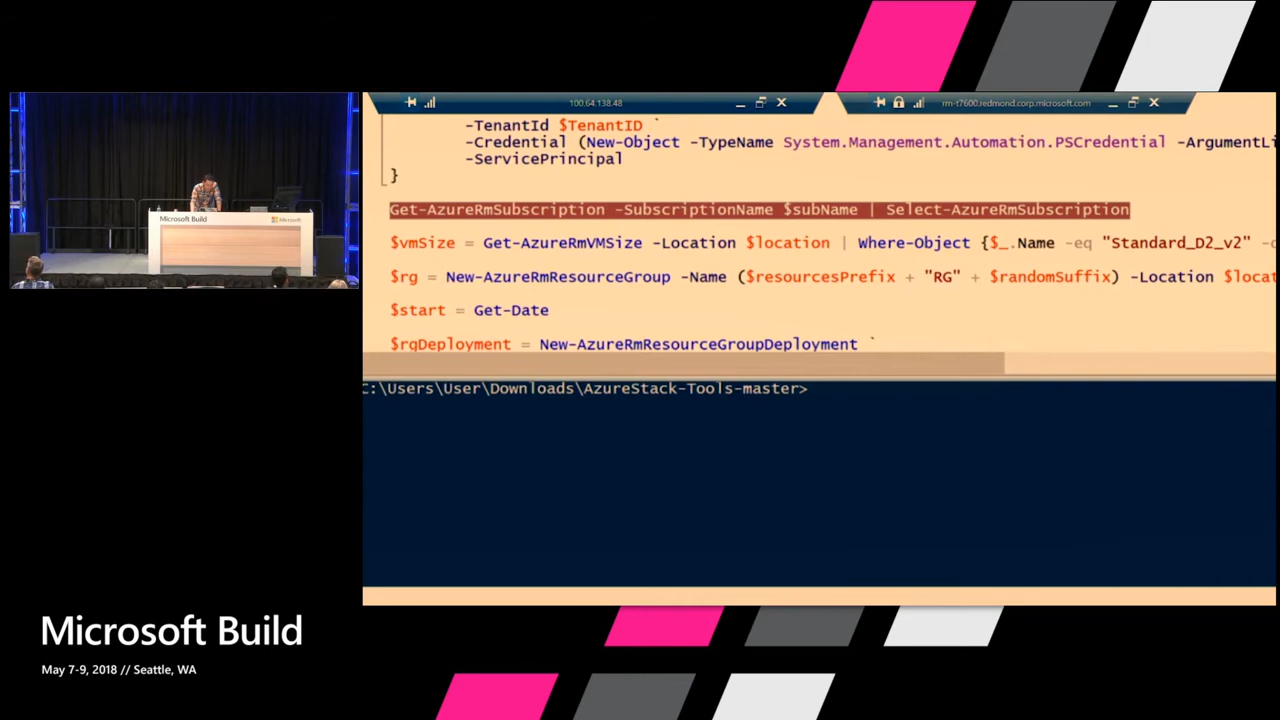 100.64.138.48
rm-t7600.redmond.corp.microsoft.com
-TenantId $TenantID `
-Credential (New-Object -TypeName System.Management.Automation.PSCredential -ArgumentLi
-ServicePrincipal
}
Get-AzureRmSubscription -SubscriptionName $subName | Select-AzureRmSubscription
$vmSize = Get-AzureRmVMSize -Location $location | Where-Object {$_.Name -eq "Standard_D2_v2" -o
$rg = New-AzureRmResourceGroup -Name ($resourcesPrefix + "RG" + $randomSuffix) -Location $locat
$start = Get-Date
$rgDeployment = New-AzureRmResourceGroupDeployment `
C:\Users\User\Downloads\AzureStack-Tools-master>
Microsoft Build
Microsoft
Microsoft Build
May 7-9, 2018 // Seattle, WA